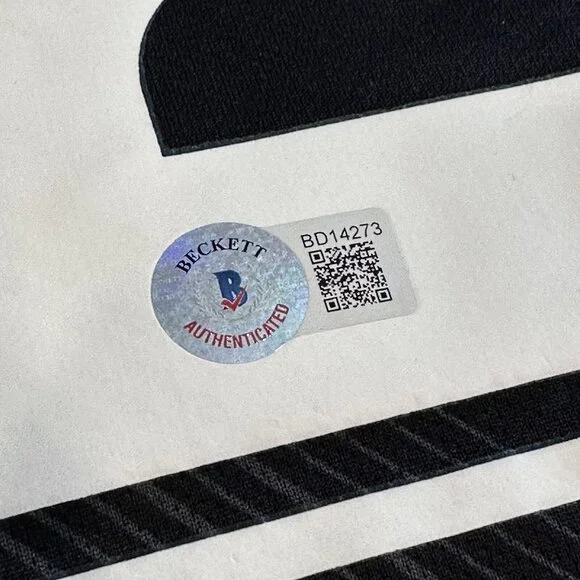 BECKETT
B
AUTHENTICATED
BD14273